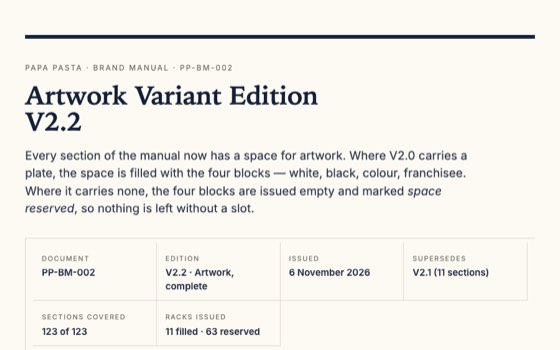 PAPA PASTA · BRAND MANUAL · PP-BM-002
Artwork Variant Edition
V2.2
Every section of the manual now has a space for artwork. Where V2.0 carries a
plate, the space is filled with the four blocks — white, black, colour, franchisee.
Where it carries none, the four blocks are issued empty and marked space
reserved, so nothing is left without a slot.
DOCUMENT
PP-BM-002
EDITION
V2.2 · Artwork,
complete
ISSUED
6 November 2026
SUPERSEDES
V2.1 (11 sections)
SECTIONS COVERED
123 of 123
RACKS ISSUED
11 filled · 63 reserved